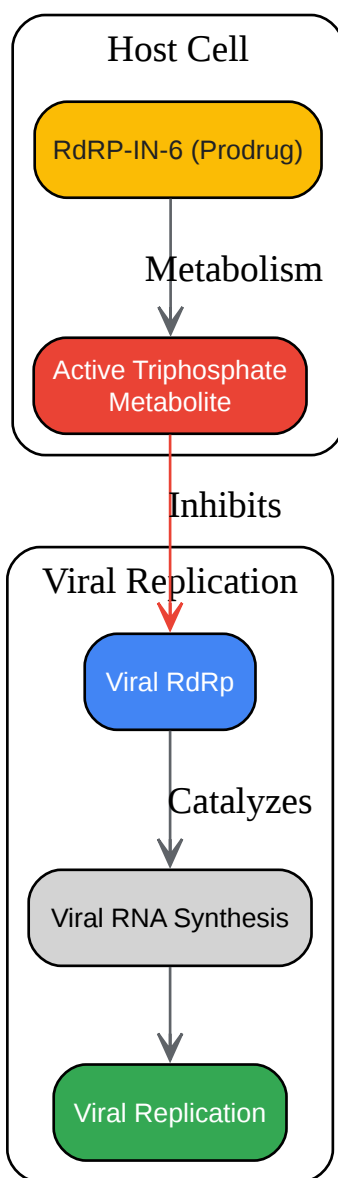 Host Cell
RdRP-IN-6 (Prodrug)
Metabolism
Active Triphosphate
Metabolite
Inhibits
Viral Replication
Viral RdRp
Catalyzes
Viral RNA Synthesis
Viral Replication